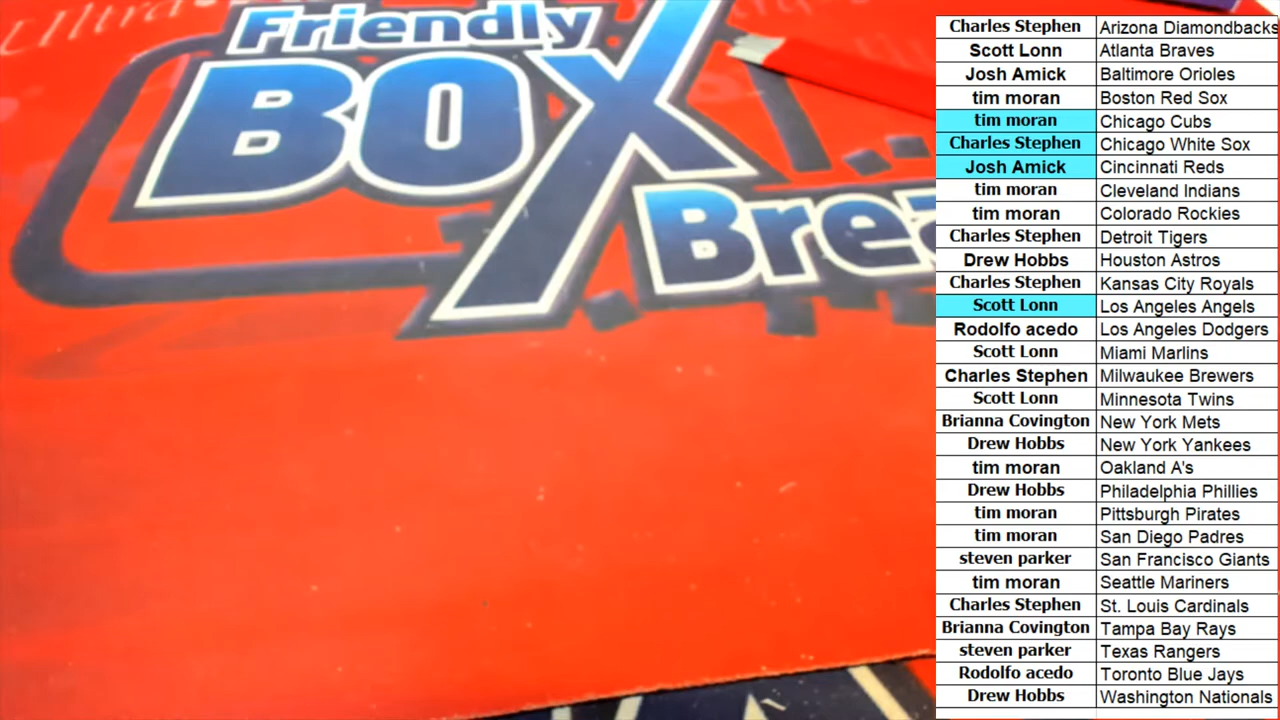 Ultra
Friendly
BOX
Brea
Charles Stephen Arizona Diamondbacks
Scott Lonn Atlanta Braves
Josh Amick Baltimore Orioles
tim moran Boston Red Sox
tim moran Chicago Cubs
Charles Stephen Chicago White Sox
Josh Amick Cincinnati Reds
tim moran Cleveland Indians
tim moran Colorado Rockies
Charles Stephen Detroit Tigers
Drew Hobbs Houston Astros
Charles Stephen Kansas City Royals
Scott Lonn Los Angeles Angels
Rodolfo acedo Los Angeles Dodgers
Scott Lonn Miami Marlins
Charles Stephen Milwaukee Brewers
Scott Lonn Minnesota Twins
Brianna Covington New York Mets
Drew Hobbs New York Yankees
tim moran Oakland A's
Drew Hobbs Philadelphia Phillies
tim moran Pittsburgh Pirates
tim moran San Diego Padres
steven parker San Francisco Giants
tim moran Seattle Mariners
Charles Stephen St. Louis Cardinals
Brianna Covington Tampa Bay Rays
steven parker Texas Rangers
Rodolfo acedo Toronto Blue Jays
Drew Hobbs Washington Nationals